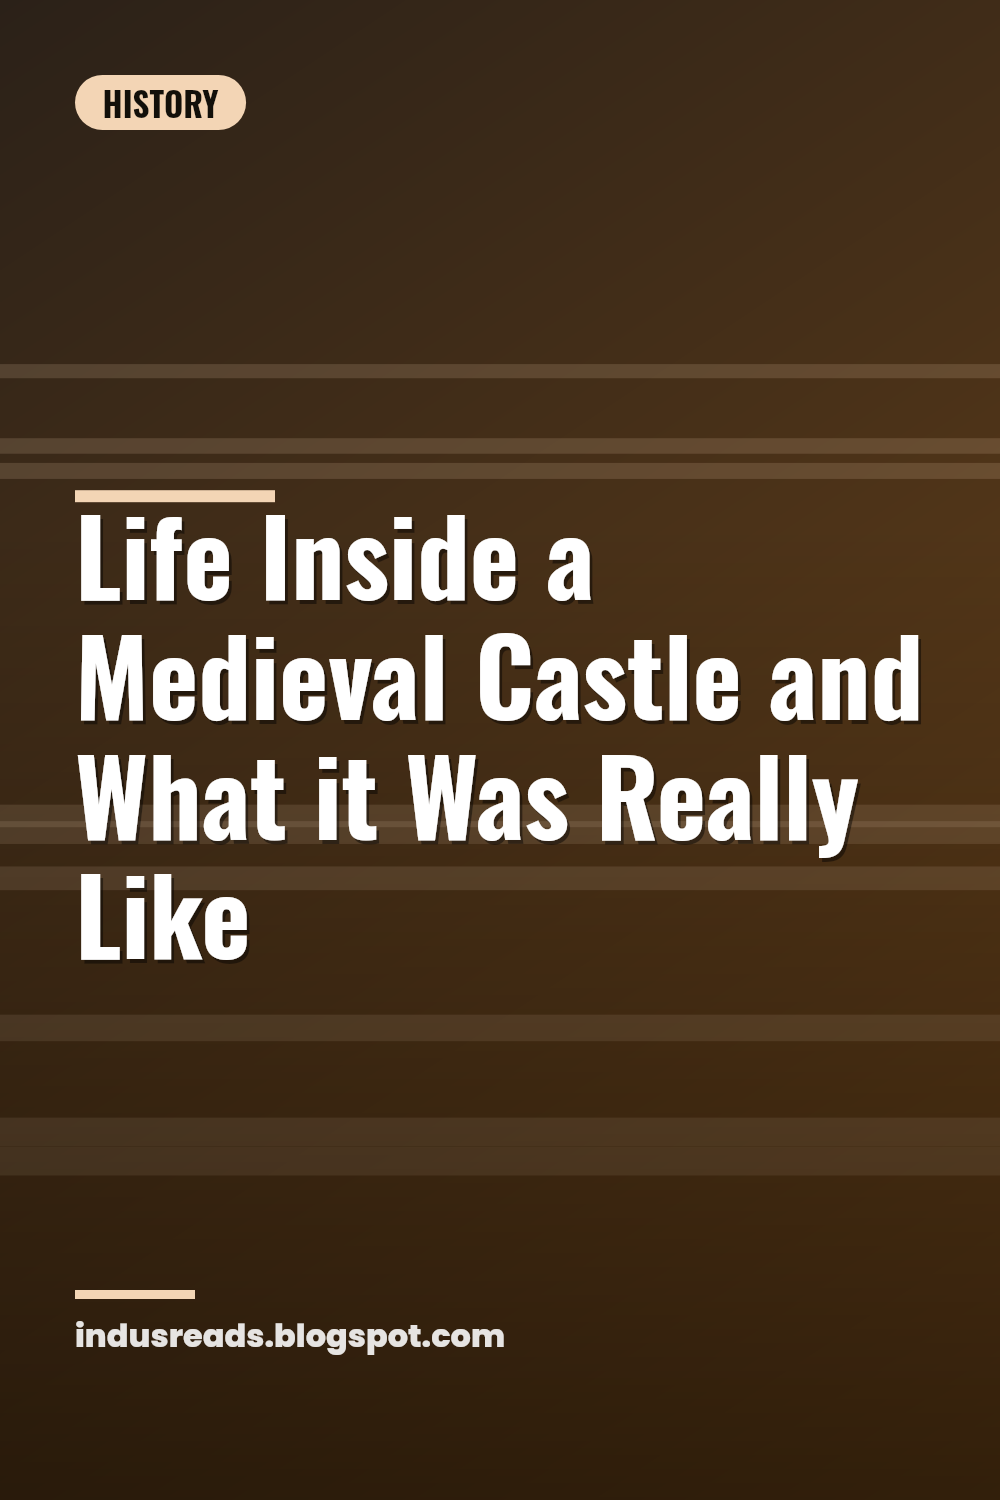 HISTORY
Life Inside a
Medieval Castle and
What it Was Really
Like
indusreads.blogspot.com